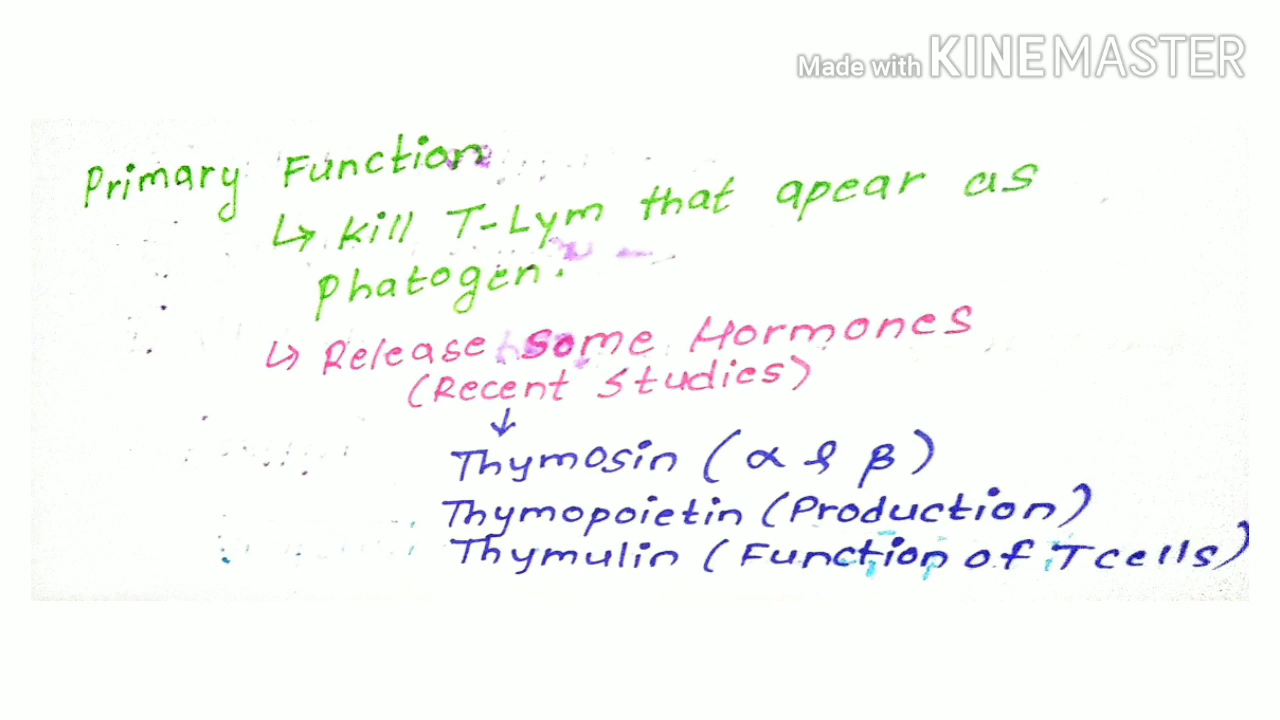 Made with KINEMASTER
Primary Function
↳ Kill T-Lym that apear as
Phatogen.
↳ Release some Hormones
(Recent Studies)
↓
Thymosin (α & β)
Thymopoietin (Production)
Thymulin (Function of T cells)